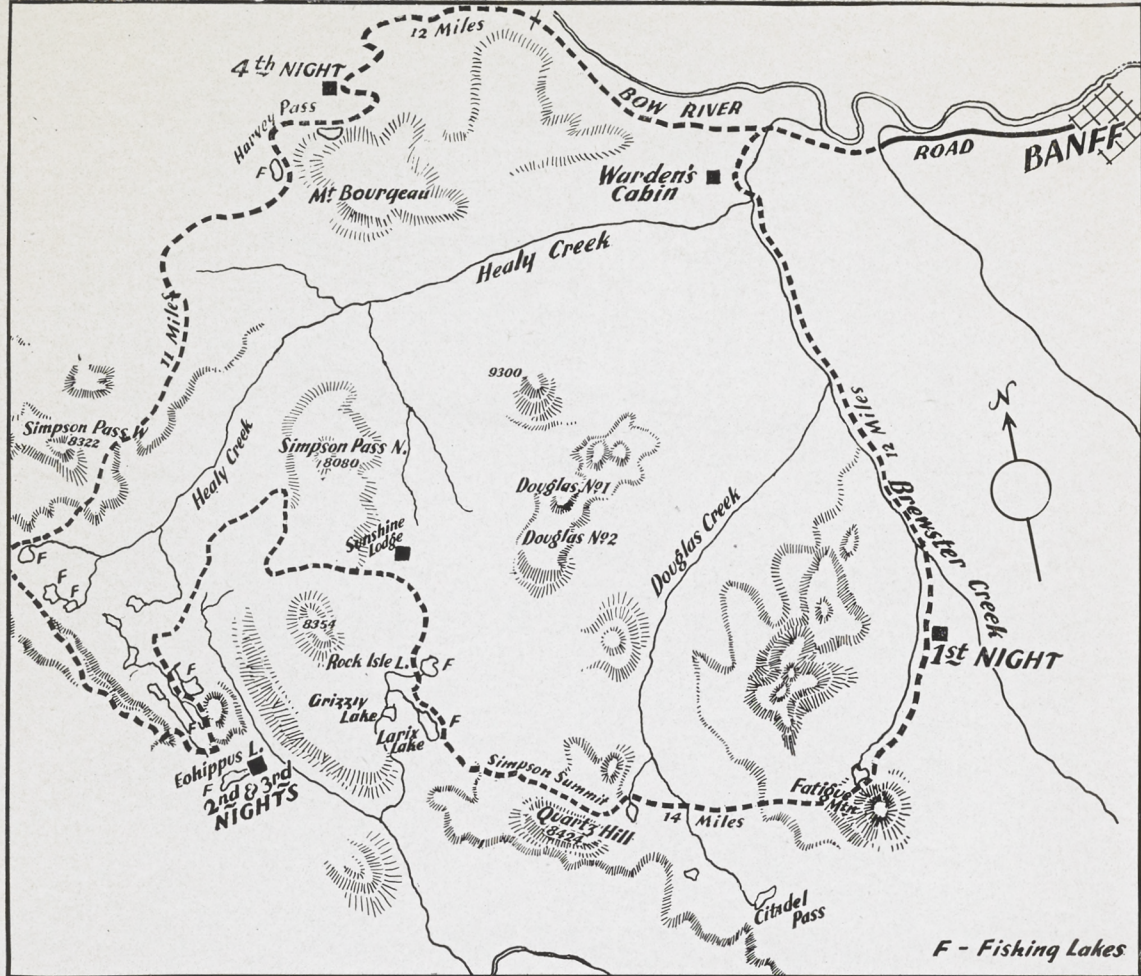 12 Miles
4th NIGHT
Harvey Pass
F
BOW RIVER
ROAD
BANFF
Warden's
Cabin
Mt Bourgeau
Healy Creek
11 Miles
9300
N
Simpson Pass W.
8322
Simpson Pass N.
8080
12 Miles
Healy Creek
Douglas No1
Brewster Creek
Sunshine
Lodge
Douglas No2
Douglas Creek
F
F
F
8354
1st NIGHT
Rock Isle L.
F
F
Grizzly
Lake
F
Larix
Lake
F
Eohippus L.
F
2nd & 3rd
NIGHTS
Simpson Summit
Fatigue
Mtn
Quartz Hill
8424
14 Miles
Citadel
Pass
F - Fishing Lakes